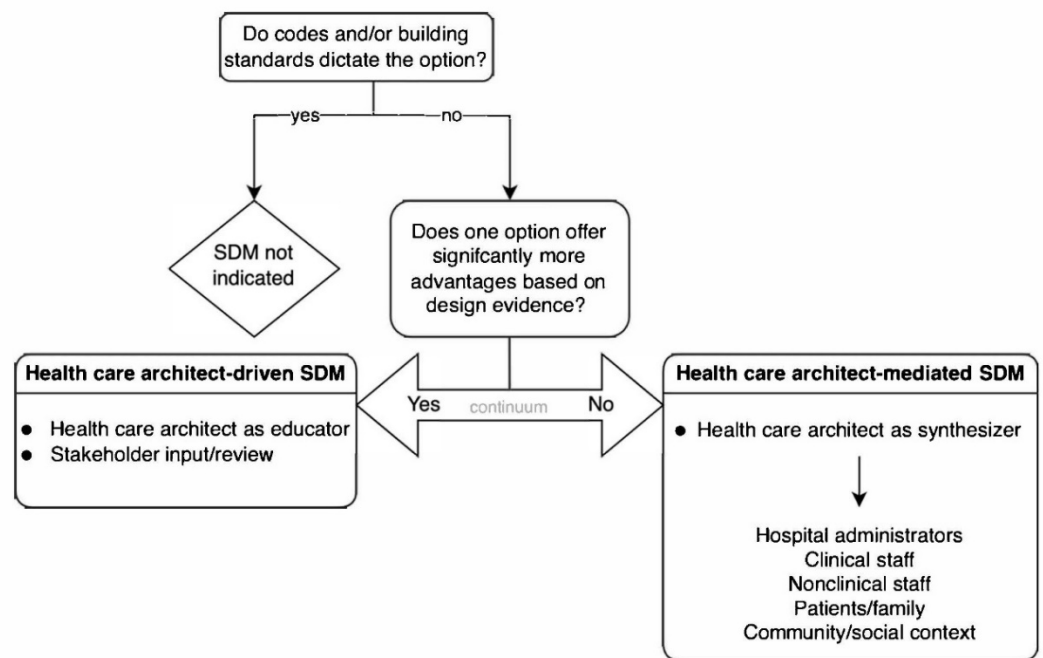 Do codes and/or building
standards dictate the option?
yes
no
SDM not
indicated
Does one option offer
signifcantly more
advantages based on
design evidence?
Health care architect-driven SDM
● Health care architect as educator
● Stakeholder input/review
Yes
continuum
No
Health care architect-mediated SDM
● Health care architect as synthesizer
Hospital administrators
Clinical staff
Nonclinical staff
Patients/family
Community/social context